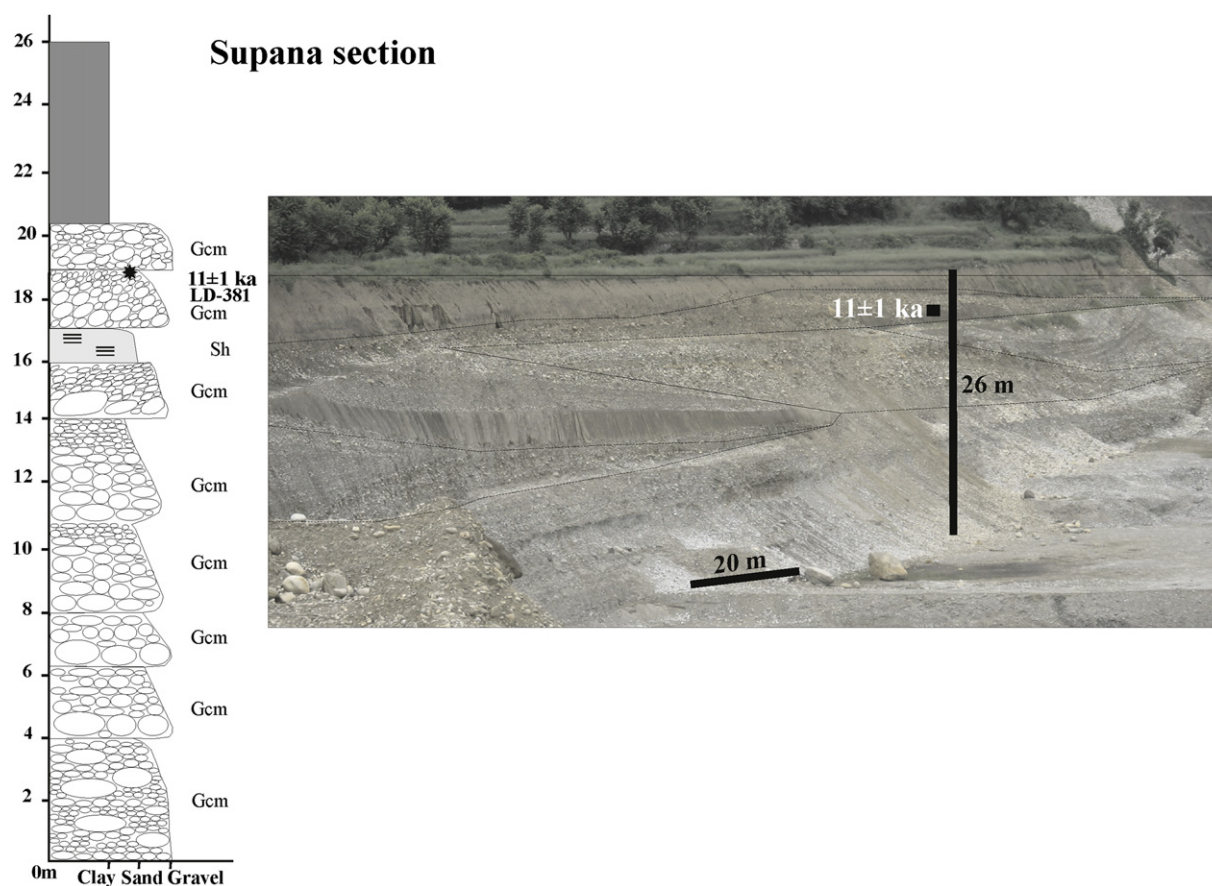 Supana section
26
24
22
20
Gcm
11±1 ka
LD-381
18
Gcm
Sh
16
Gcm
14
12
Gcm
10
Gcm
8
Gcm
6
Gcm
4
Gcm
2
0m
Clay Sand Gravel
11±1 ka
26 m
20 m